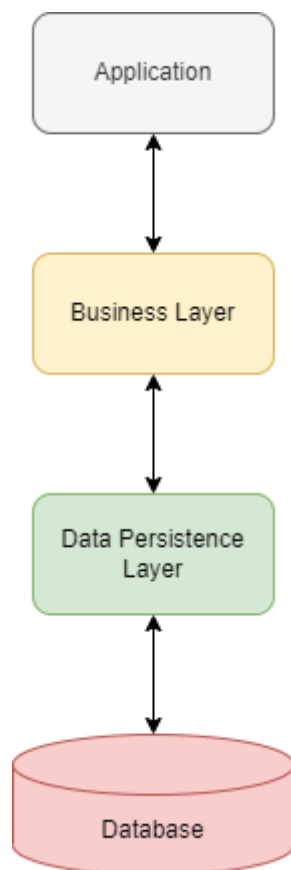 Application
Business Layer
Data Persistence
Layer
Database